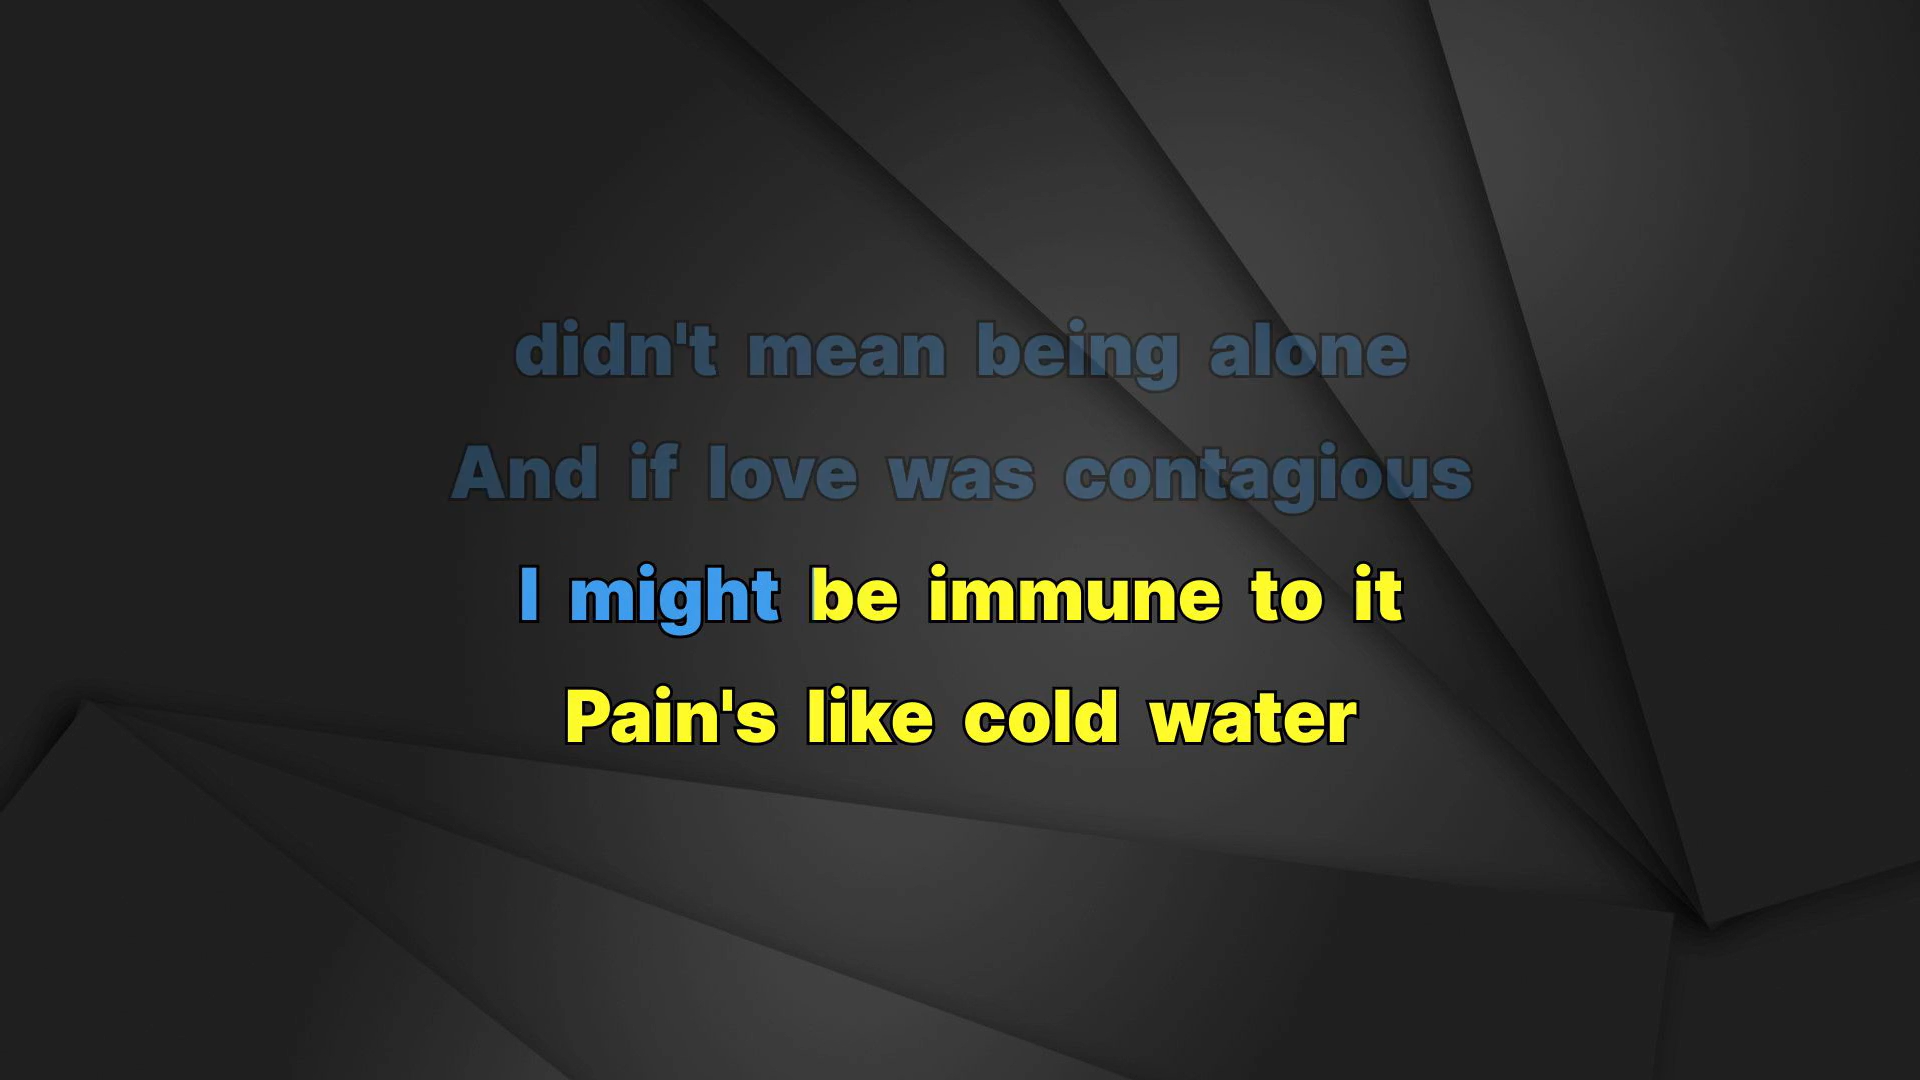 didn't mean being alone
And if love was contagious
I might be immune to it
Pain's like cold water